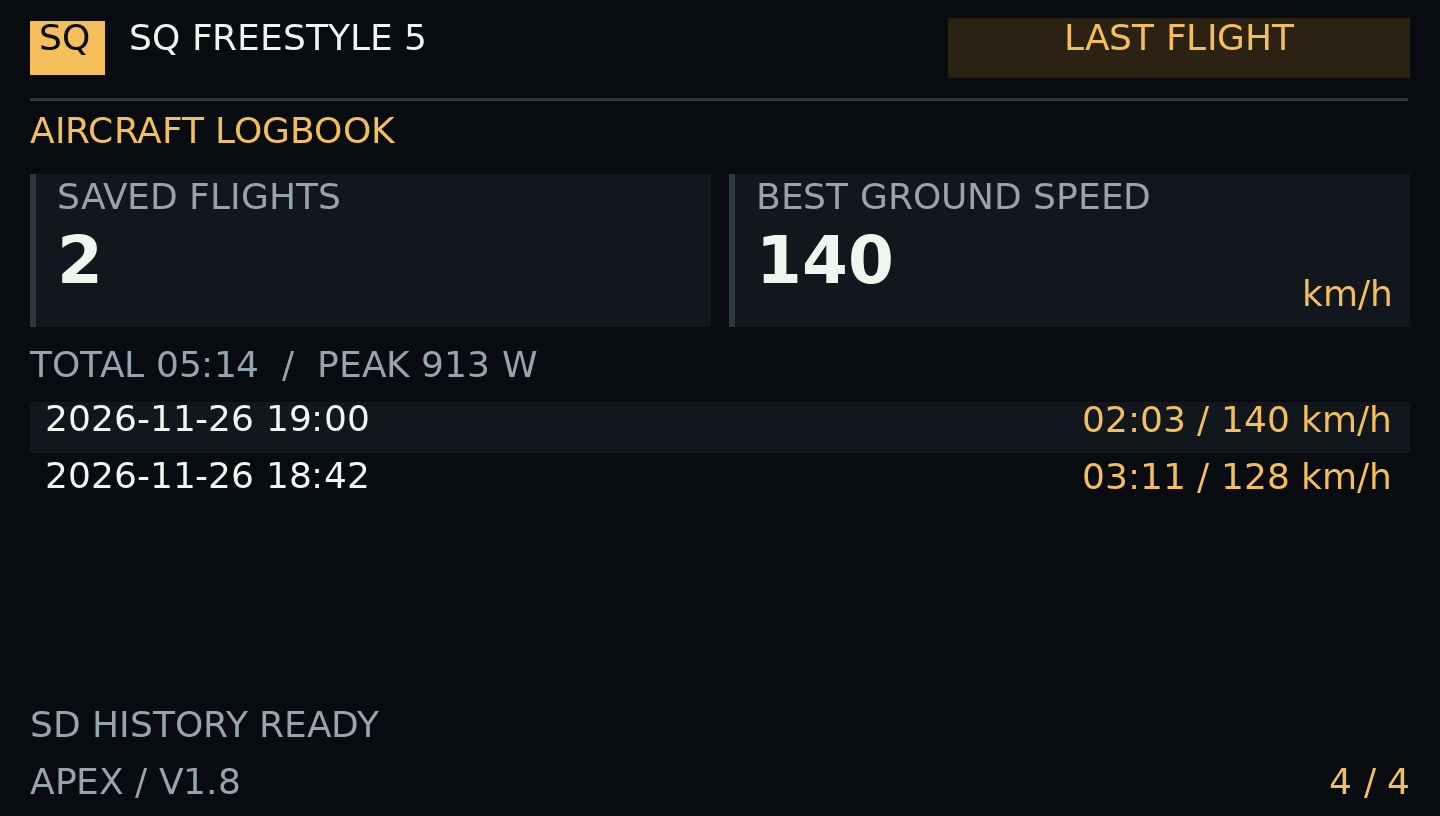 SQ SQ FREESTYLE 5 LAST FLIGHT
AIRCRAFT LOGBOOK
SAVED FLIGHTS
2
BEST GROUND SPEED
140
km/h
TOTAL 05:14 / PEAK 913 W
2026-11-26 19:00 02:03 / 140 km/h
2026-11-26 18:42 03:11 / 128 km/h
SD HISTORY READY
APEX / V1.8 4 / 4